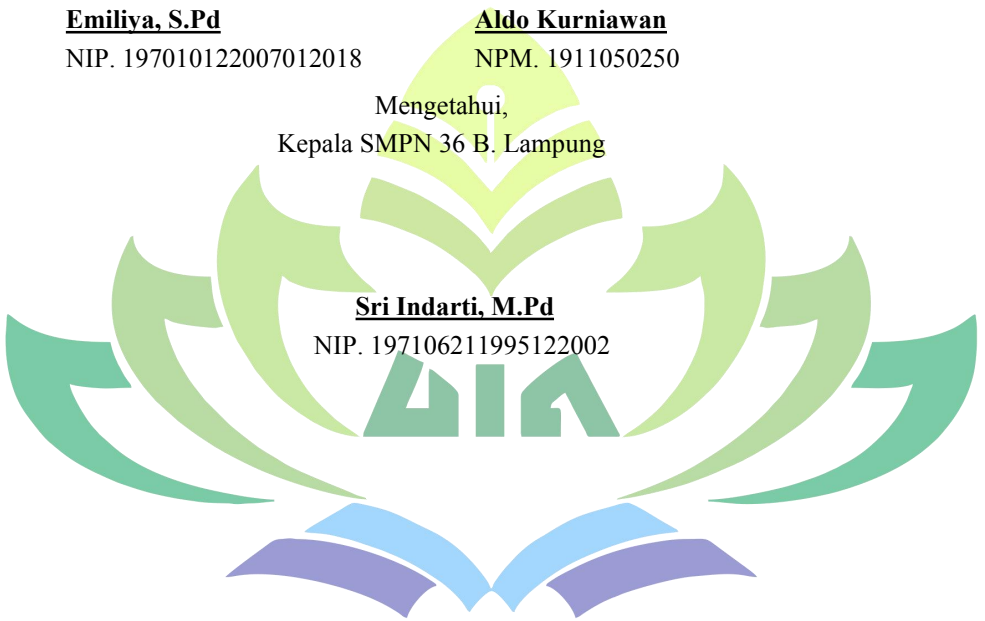 Emiliya, S.Pd Aldo Kurniawan
NIP. 197010122007012018 NPM. 1911050250
Mengetahui,
Kepala SMPN 36 B. Lampung
Sri Indarti, M.Pd
NIP. 197106211995122002
UIN